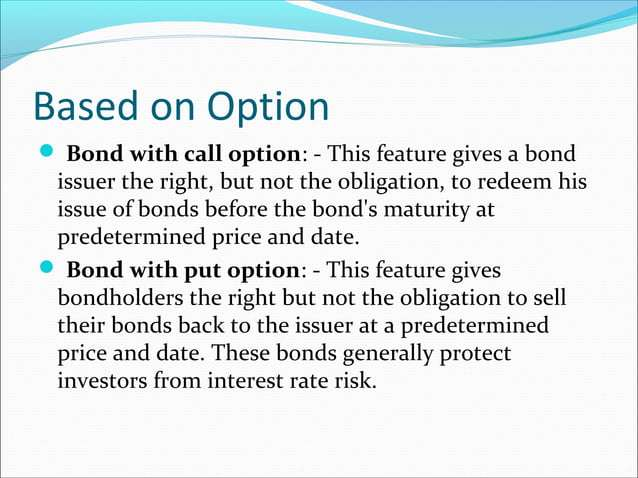 Based on Option
Bond with call option: - This feature gives a bond
issuer the right, but not the obligation, to redeem his
issue of bonds before the bond's maturity at
predetermined price and date.
Bond with put option: - This feature gives
bondholders the right but not the obligation to sell
their bonds back to the issuer at a predetermined
price and date. These bonds generally protect
investors from interest rate risk.